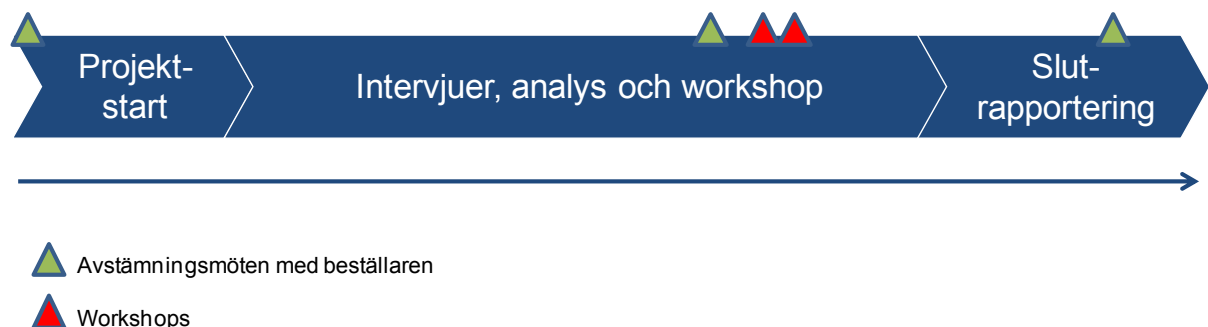 Projekt-
start
Intervjuer, analys och workshop
Slut-
rapportering
Avstämningsmöten med beställaren
Workshops